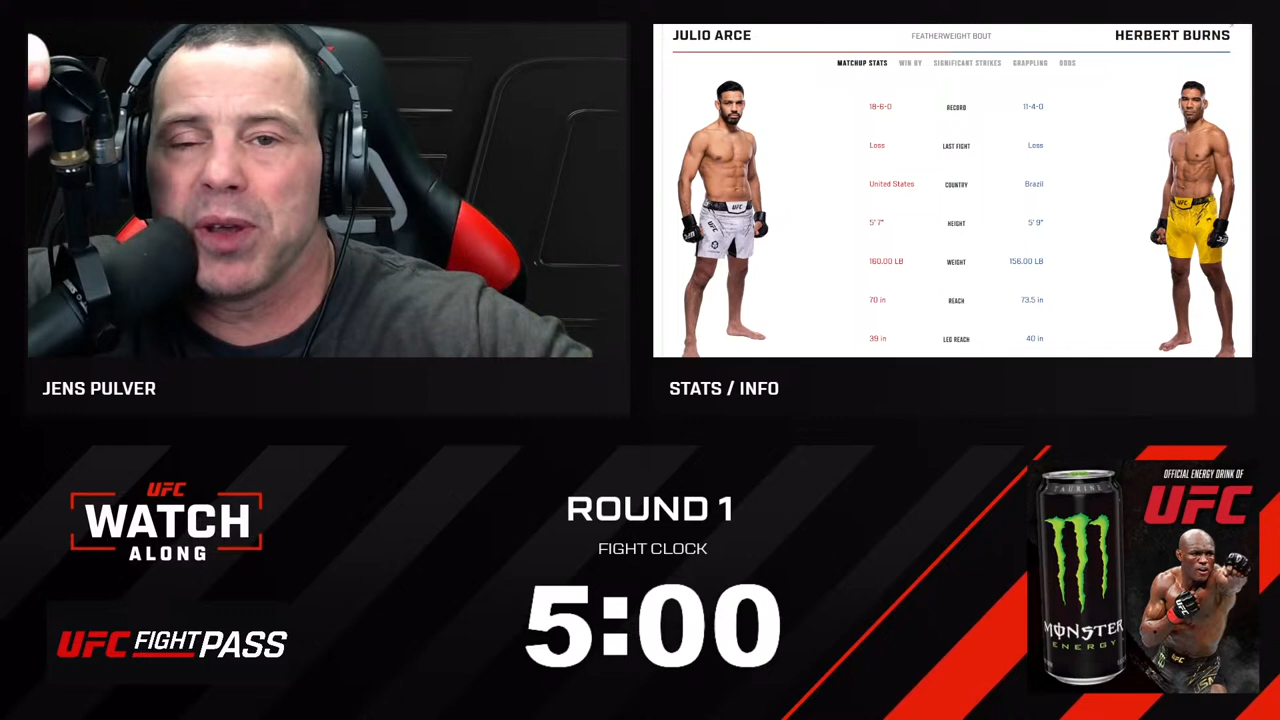 JULIO ARCE
FEATHERWEIGHT BOUT
HERBERT BURNS
MATCHUP STATS WIN BY SIGNIFICANT STRIKES GRAPPLING ODDS
18-6-0 RECORD 11-4-0
Loss LAST FIGHT Loss
United States COUNTRY Brazil
5' 7" HEIGHT 5' 9"
160.00 LB WEIGHT 156.00 LB
70 in REACH 73.5 in
39 in LEG REACH 40 in
UFC
UFC
JENS PULVER
STATS / INFO
UFC
WATCH
ALONG
UFC FIGHT PASS
ROUND 1
FIGHT CLOCK
5:00
TAURINE
MONSTER
ENERGY
OFFICIAL ENERGY DRINK OF
UFC
UFC